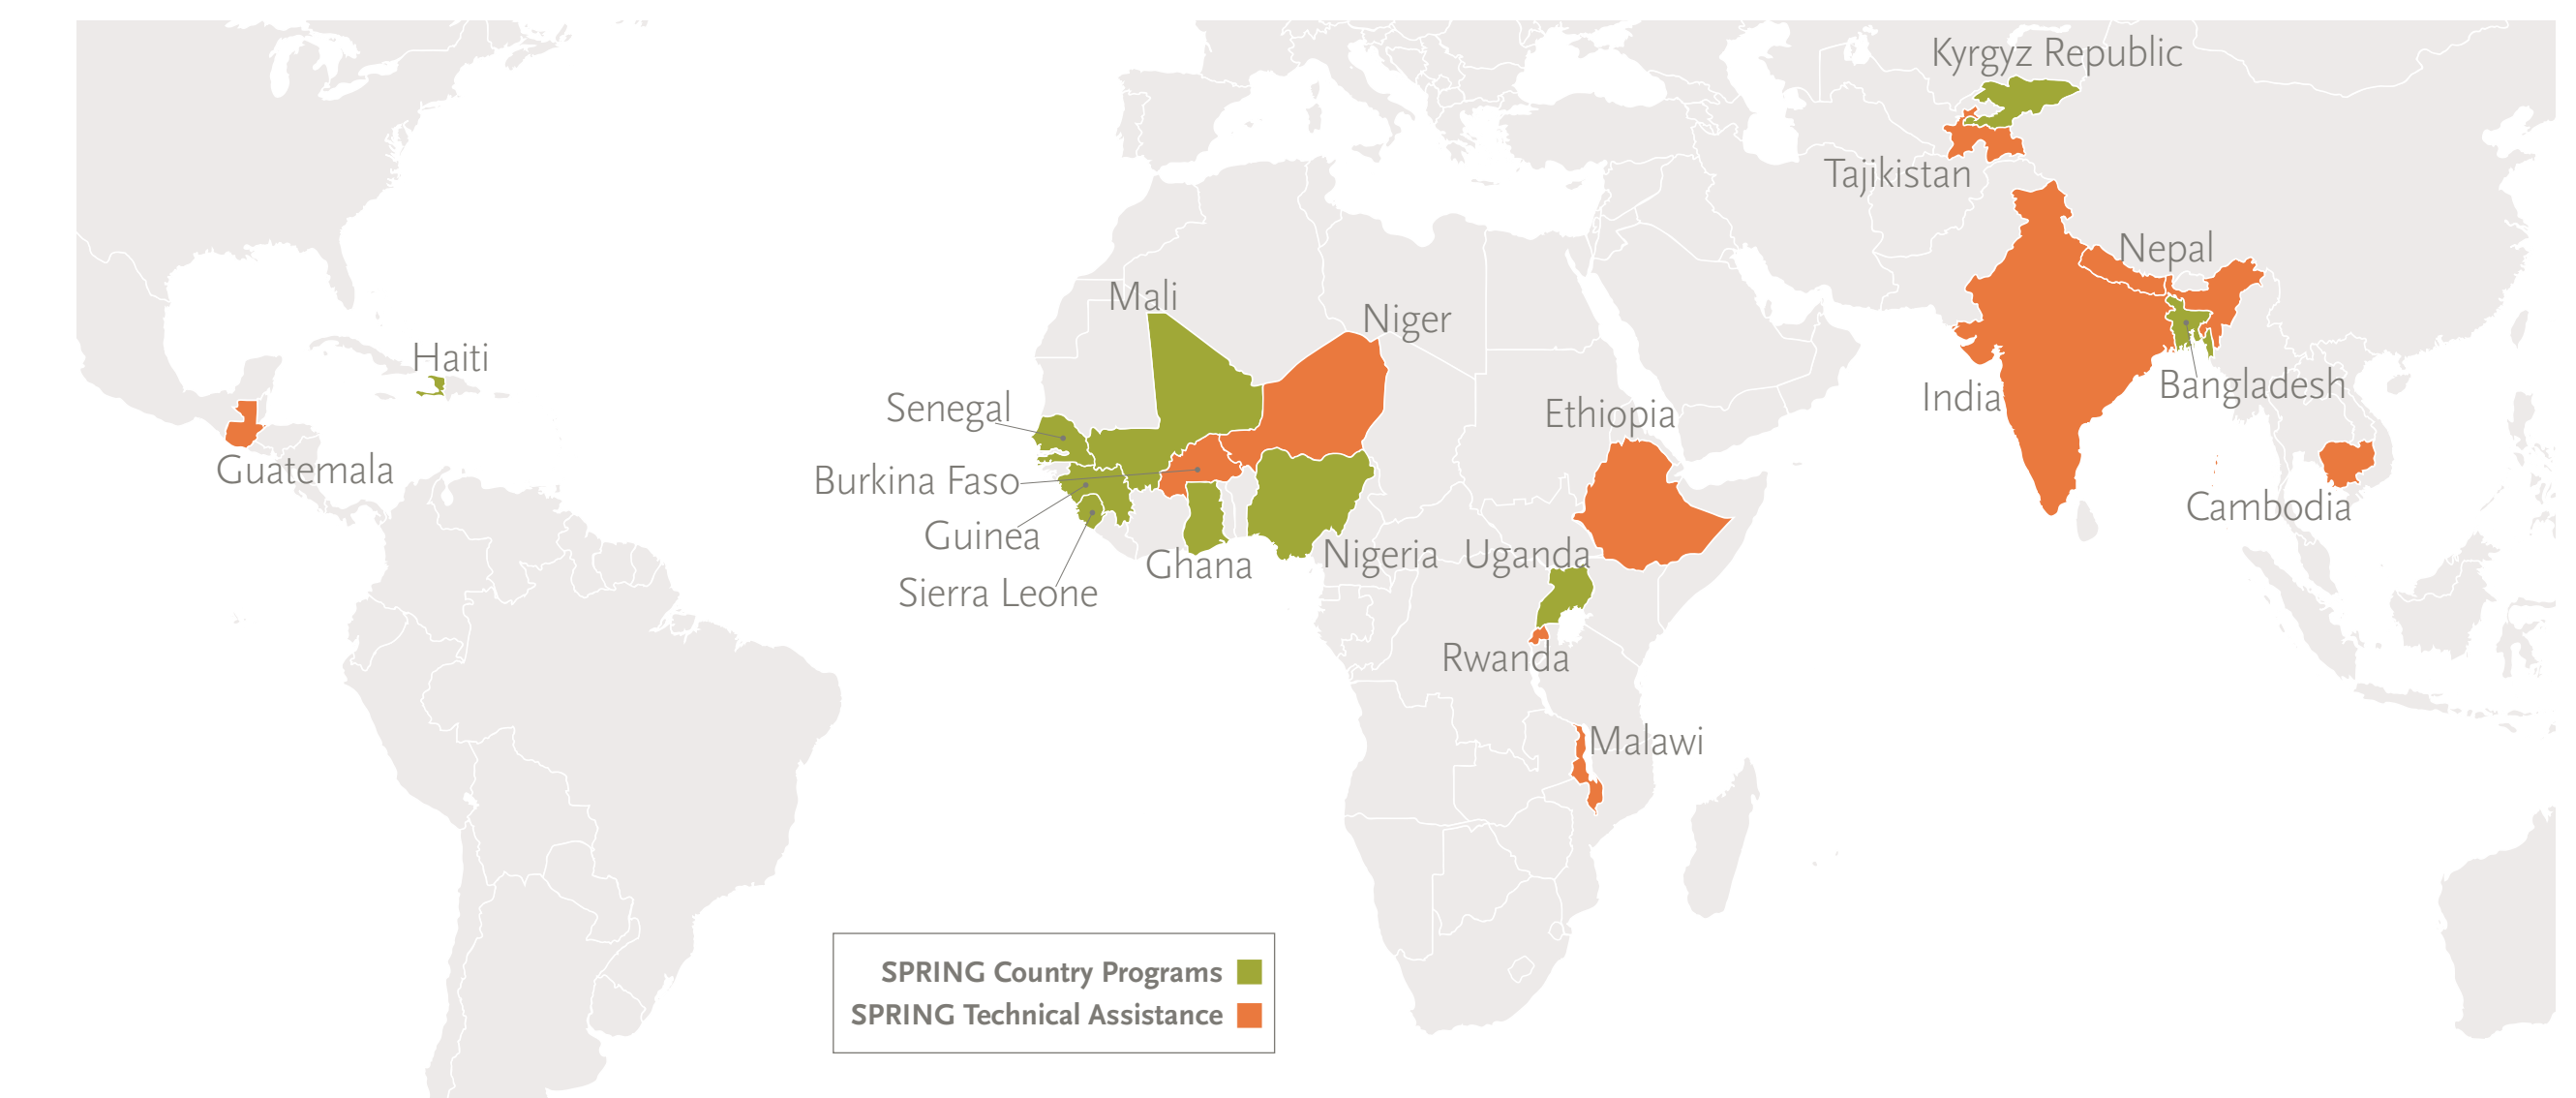 Kyrgyz Republic
Tajikistan
Nepal
Mali
Niger
Haiti
Senegal
Ethiopia
India
Bangladesh
Guatemala
Burkina Faso
Cambodia
Guinea
Ghana
Nigeria
Uganda
Sierra Leone
Rwanda
Malawi
SPRING Country Programs
SPRING Technical Assistance